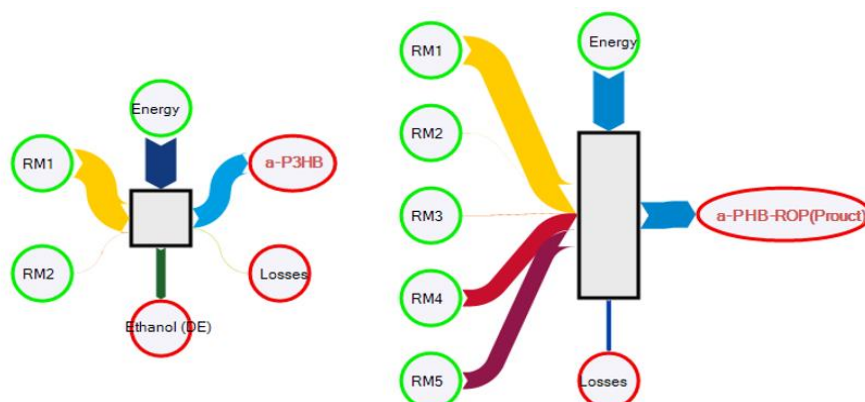 Energy
RM1
a-P3HB
RM2
Losses
Ethanol (DE)
RM1
Energy
RM2
RM3
a-PHB-ROP(Prouct)
RM4
RM5
Losses